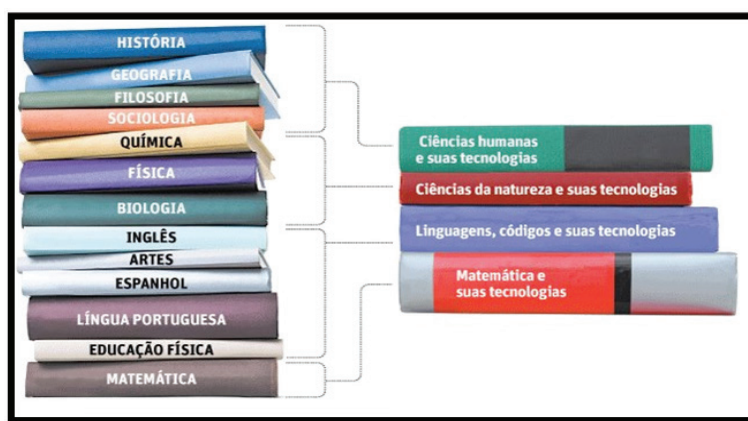 HISTÓRIA
GEOGRAFIA
FILOSOFIA
SOCIOLOGIA
QUÍMICA
FÍSICA
BIOLOGIA
INGLÊS
ARTES
ESPANHOL
LÍNGUA PORTUGUESA
EDUCAÇÃO FÍSICA
MATEMÁTICA
Ciências humanas
e suas tecnologias
Ciências da natureza e suas tecnologias
Linguagens, códigos e suas tecnologias
Matemática e
suas tecnologias